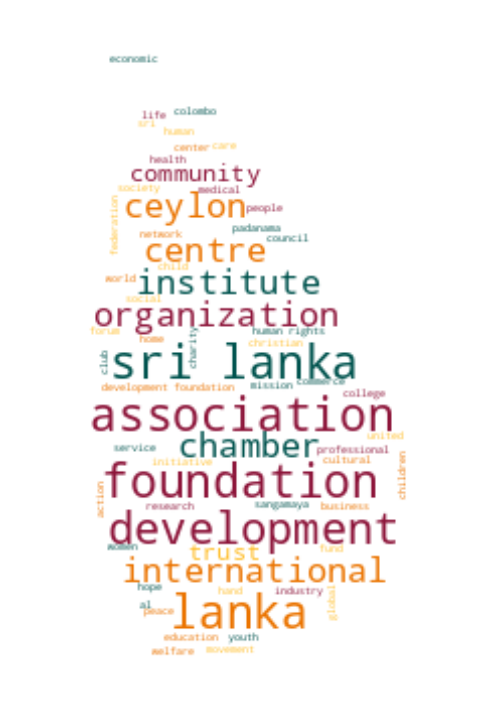 economic
life colombo
sri
human
center care
health
community
society medical
ceylon people
federation
padanama
network council
centre
child
world institute
social
organization
forum human rights
home christian
charity
club sri lanka
development foundation mission commerce
college
association
united
service chamber professional
initiative cultural
children
foundation
action
research sangamaya business
development
women trust fund
international
hope hand industry
global
al
peace lanka
education youth
welfare movement